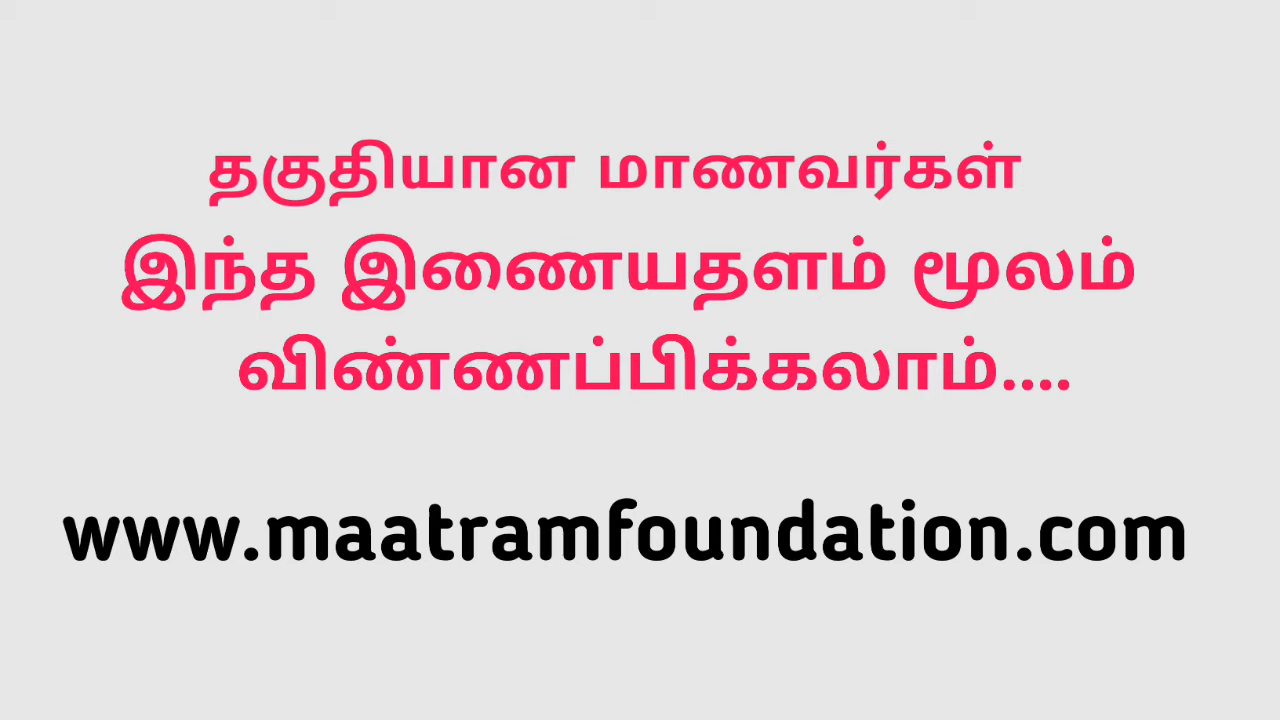 தகுதியான மாணவர்கள்
இந்த இணையதளம் மூலம்
விண்ணப்பிக்கலாம்....
www.maatramfoundation.com